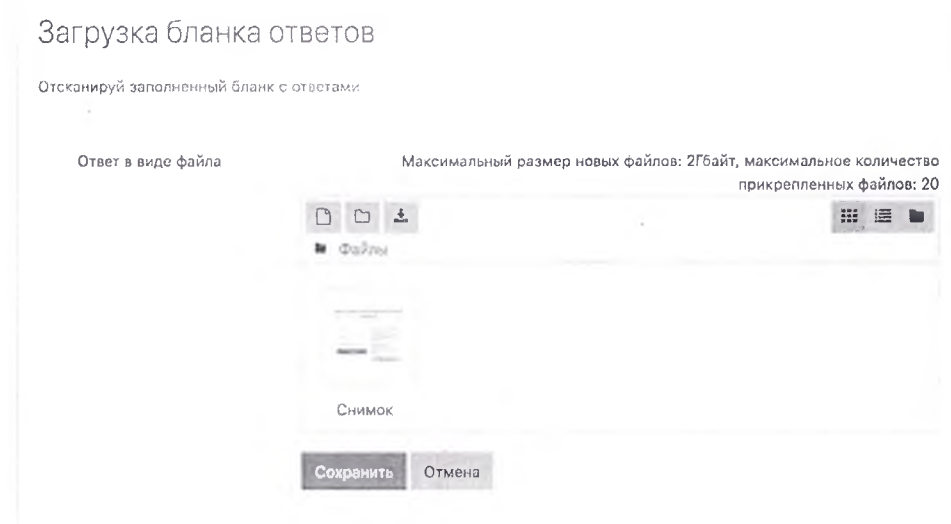 Загрузка бланка ответов
Отсканируй заполненный бланк с ответами
Ответ в виде файла
Максимальный размер новых файлов: 2Гбайт, максимальное количество
прикрепленных файлов: 20
Файлы
Снимок
Сохранить Отмена